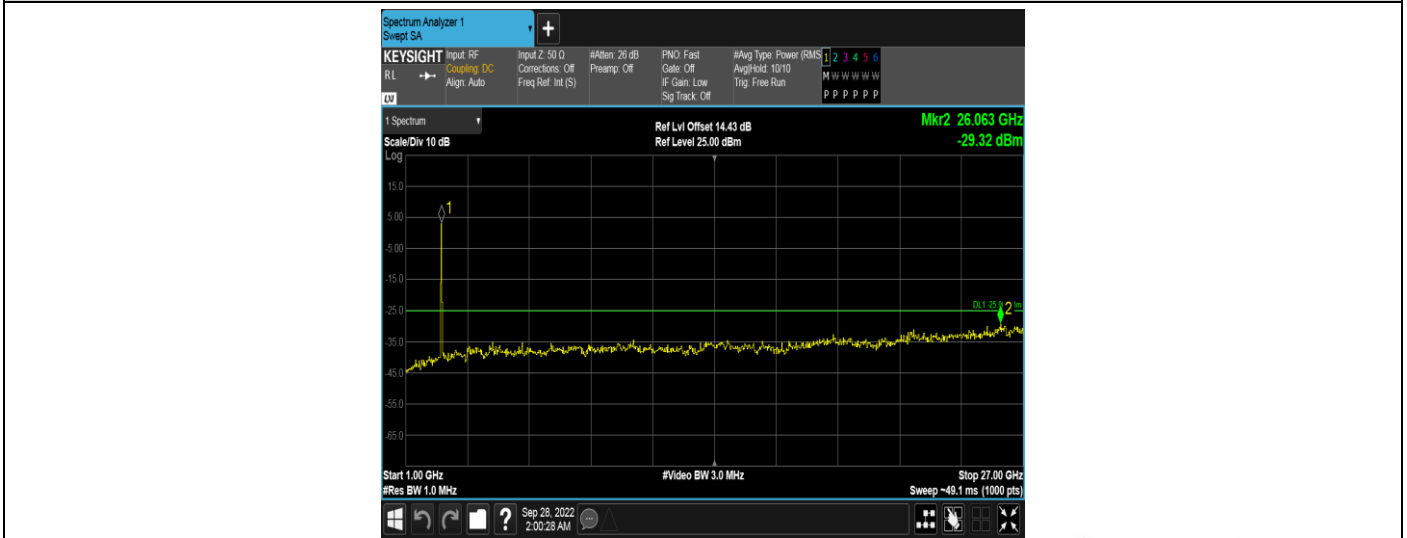 Spectrum Analyzer 1
Swept SA
+
KEYSIGHT
RL
LXI
Input: RF
Coupling: DC
Align: Auto
Input Z: 50 Ω
Corrections: Off
Freq Ref: Int (S)
#Atten: 26 dB
Preamp: Off
PNO: Fast
Gate: Off
IF Gain: Low
Sig Track: Off
#Avg Type: Power (RMS
Avg|Hold: 10/10
Trig: Free Run
1 2 3 4 5 6
M W W W W W
P P P P P P
1 Spectrum
Scale/Div 10 dB
Log
Ref Lvl Offset 14.43 dB
Ref Level 25.00 dBm
Mkr2 26.063 GHz
-29.32 dBm
15.0
5.00
-5.00
-15.0
-25.0
-35.0
-45.0
-55.0
-65.0
1
DL1 -25.0
2
Start 1.00 GHz
#Res BW 1.0 MHz
#Video BW 3.0 MHz
Stop 27.00 GHz
Sweep ~49.1 ms (1000 pts)
?
Sep 28, 2022
2:00:28 AM